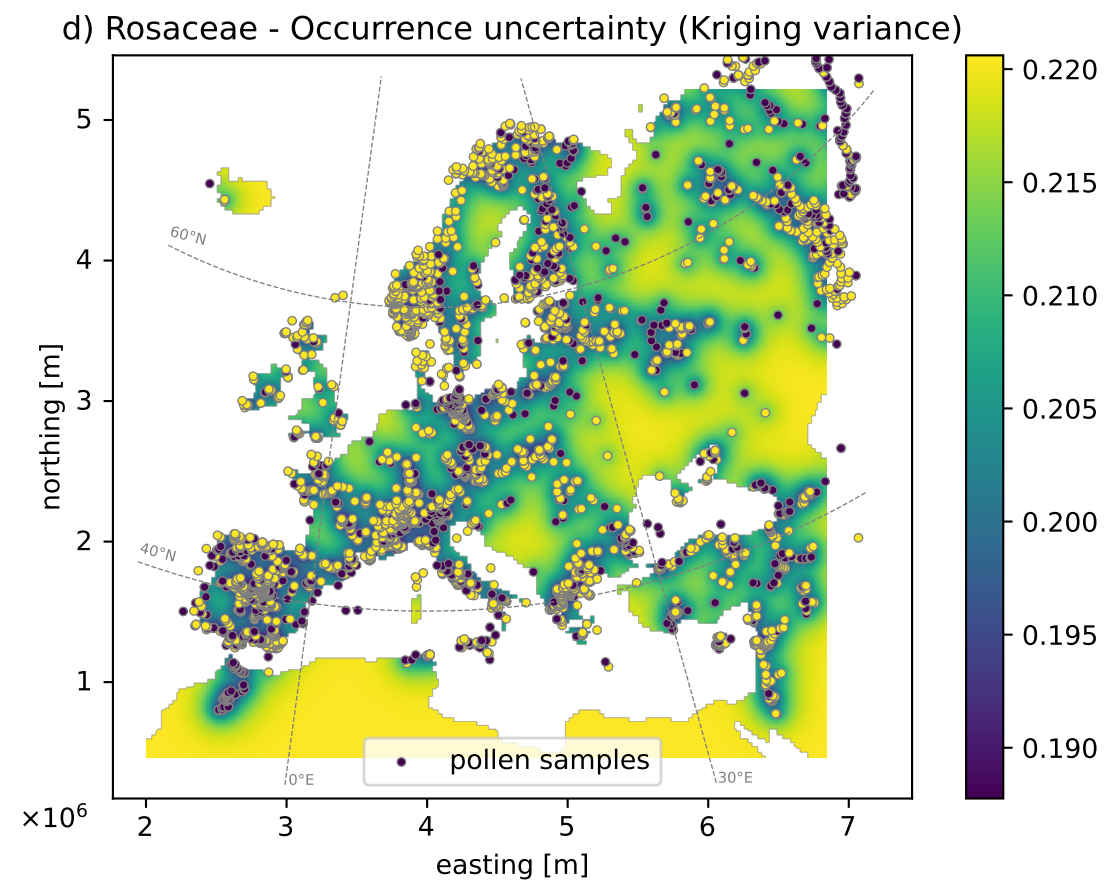 d) Rosaceae - Occurrence uncertainty (Kriging variance)
5
4
3
2
1
northing [m]
×10⁶
2 3 4 5 6 7
easting [m]
60°N
40°N
0°E
30°E
pollen samples
0.220
0.215
0.210
0.205
0.200
0.195
0.190